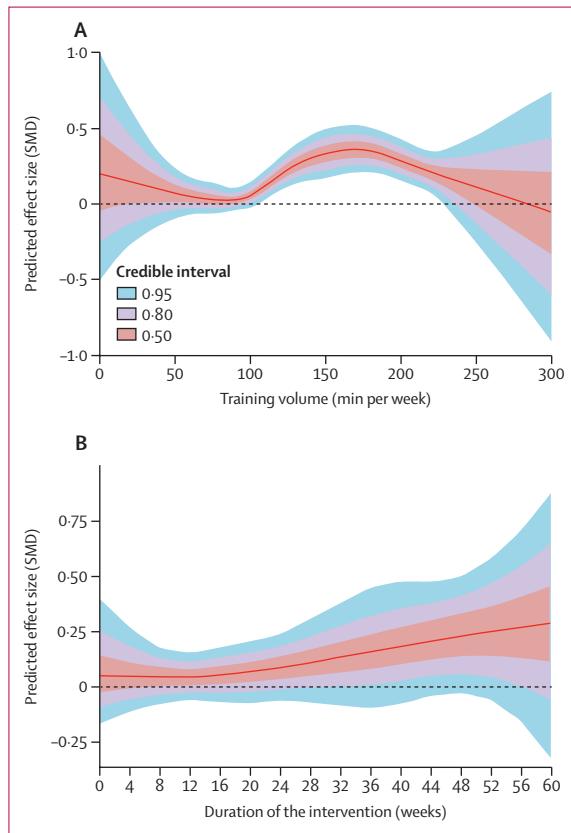 A
1·0
0·5
0
–0·5
–1·0
Predicted effect size (SMD)
Credible interval
0·95
0·80
0·50
0 50 100 150 200 250 300
Training volume (min per week)
B
0·75
0·50
0·25
0
–0·25
Predicted effect size (SMD)
0 4 8 12 16 20 24 28 32 36 40 44 48 52 56 60
Duration of the intervention (weeks)